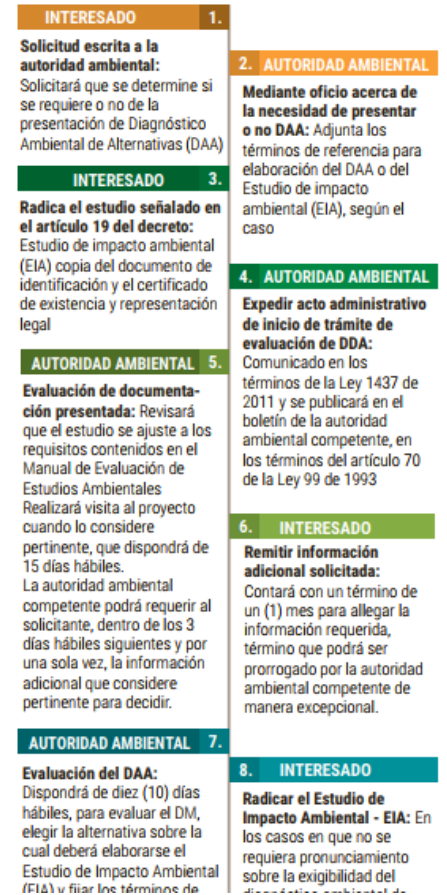 INTERESADO 1.
Solicitud escrita a la
autoridad ambiental:
Solicitará que se determine si
se requiere o no de la
presentación de Diagnóstico
Ambiental de Alternativas (DAA)
2. AUTORIDAD AMBIENTAL
Mediante oficio acerca de
la necesidad de presentar
o no DAA: Adjunta los
términos de referencia para
elaboración del DAA o del
Estudio de impacto
ambiental (EIA), según el
caso
INTERESADO 3.
Radica el estudio señalado en
el artículo 19 del decreto:
Estudio de impacto ambiental
(EIA) copia del documento de
identificación y el certificado
de existencia y representación
legal
4. AUTORIDAD AMBIENTAL
Expedir acto administrativo
de inicio de trámite de
evaluación de DDA:
Comunicado en los
términos de la Ley 1437 de
2011 y se publicará en el
boletín de la autoridad
ambiental competente, en
los términos del artículo 70
de la Ley 99 de 1993
AUTORIDAD AMBIENTAL 5.
Evaluación de documenta-
ción presentada: Revisará
que el estudio se ajuste a los
requisitos contenidos en el
Manual de Evaluación de
Estudios Ambientales
Realizará visita al proyecto
cuando lo considere
pertinente, que dispondrá de
15 días hábiles.
La autoridad ambiental
competente podrá requerir al
solicitante, dentro de los 3
días hábiles siguientes y por
una sola vez, la información
adicional que considere
pertinente para decidir.
6. INTERESADO
Remitir información
adicional solicitada:
Contará con un término de
un (1) mes para allegar la
información requerida,
término que podrá ser
prorrogado por la autoridad
ambiental competente de
manera excepcional.
AUTORIDAD AMBIENTAL 7.
Evaluación del DAA:
Dispondrá de diez (10) días
hábiles, para evaluar el DM,
elegir la alternativa sobre la
cual deberá elaborarse el
Estudio de Impacto Ambiental
(EIA) y fijar los términos de
8. INTERESADO
Radicar el Estudio de
Impacto Ambiental - EIA: En
los casos en que no se
requiera pronunciamiento
sobre la exigibilidad del
diagnóstico ambiental de